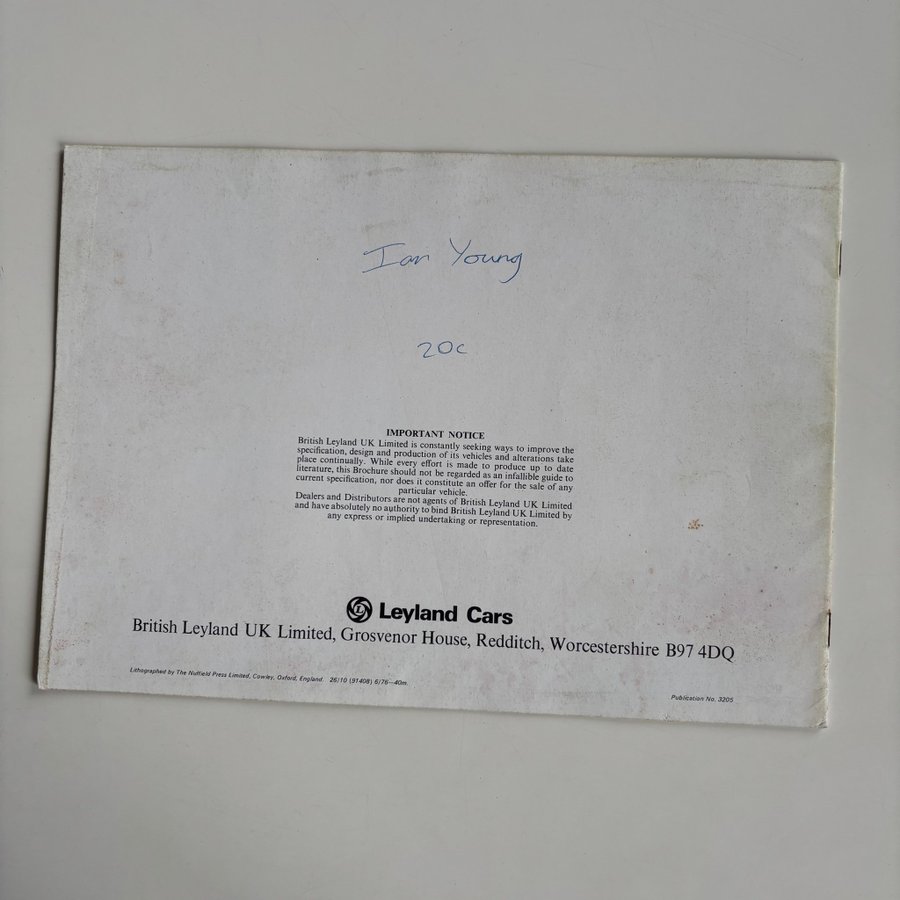 Ian Young
20c
IMPORTANT NOTICE
British Leyland UK Limited is constantly seeking ways to improve the
specification, design and production of its vehicles and alterations take
place continually. While every effort is made to produce up to date
literature, this Brochure should not be regarded as an infallible guide to
current specification, nor does it constitute an offer for the sale of any
particular vehicle.
Dealers and Distributors are not agents of British Leyland UK Limited
and have absolutely no authority to bind British Leyland UK Limited by
any express or implied undertaking or representation.
L Leyland Cars
British Leyland UK Limited, Grosvenor House, Redditch, Worcestershire B97 4DQ
Lithographed by The Nuffield Press Limited, Cowley, Oxford, England. 26/10 (91408) 6/76—40m.
Publication No. 3205